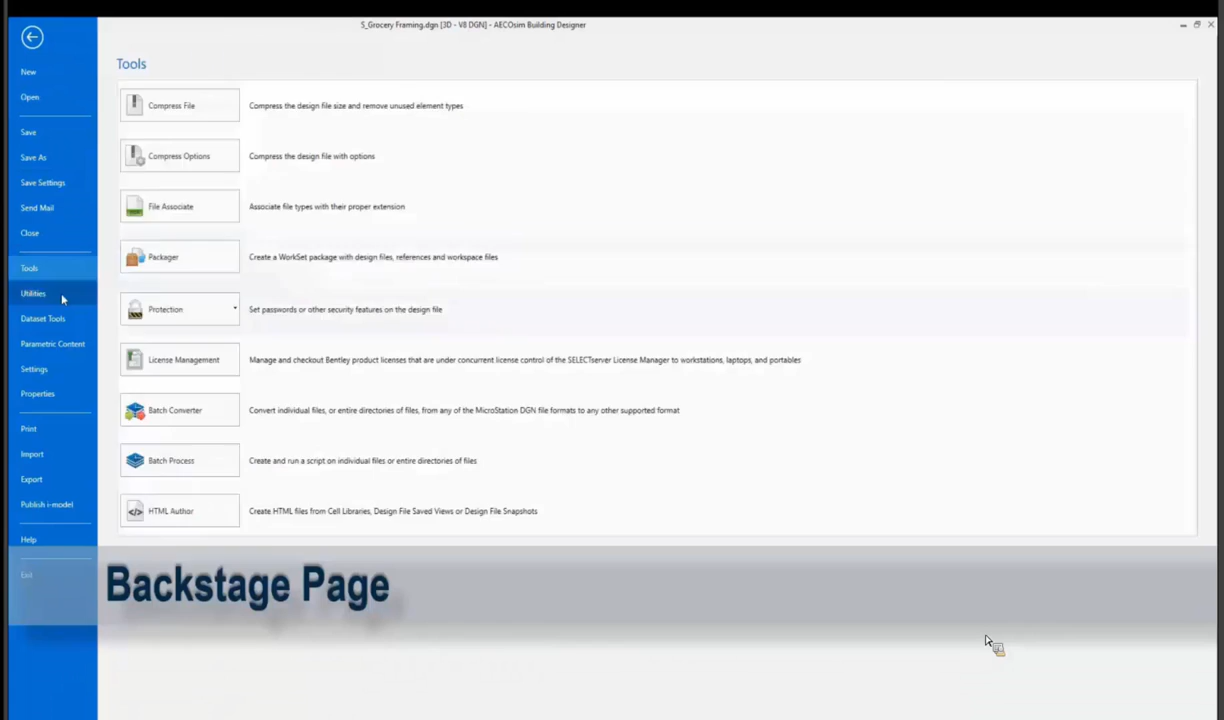 S_Grocery Framing.dgn [3D - V8 DGN] - AECOsim Building Designer
New
Open
Save
Save As
Save Settings
Send Mail
Close
Tools
Utilities
Dataset Tools
Parametric Content
Settings
Properties
Print
Import
Export
Publish i-model
Help
Exit
Tools
Compress File Compress the design file size and remove unused element types
Compress Options Compress the design file with options
File Associate Associate file types with their proper extension
Packager Create a WorkSet package with design files, references and workspace files
Protection Set passwords or other security features on the design file
License Management Manage and checkout Bentley product licenses that are under concurrent license control of the SELECTserver License Manager to workstations, laptops, and portables
Batch Converter Convert individual files, or entire directories of files, from any of the MicroStation DGN file formats to any other supported format
Batch Process Create and run a script on individual files or entire directories of files
HTML Author Create HTML files from Cell Libraries, Design File Saved Views or Design File Snapshots
Backstage Page